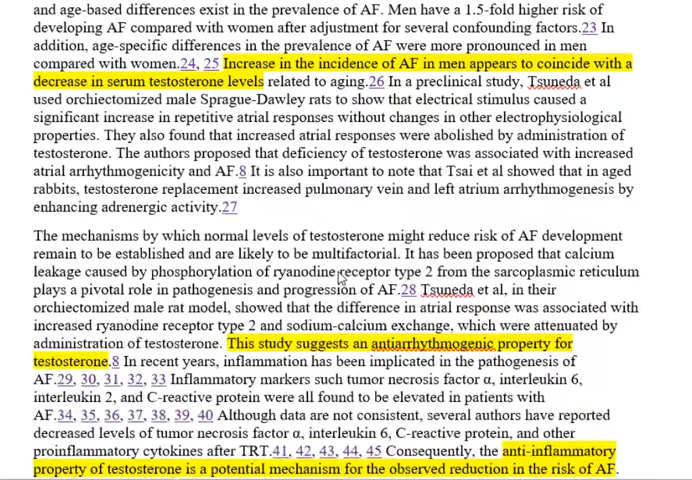 and age-based differences exist in the prevalence of AF. Men have a 1.5-fold higher risk of
developing AF compared with women after adjustment for several confounding factors.23 In
addition, age-specific differences in the prevalence of AF were more pronounced in men
compared with women.24, 25 Increase in the incidence of AF in men appears to coincide with a
decrease in serum testosterone levels related to aging.26 In a preclinical study, Tsuneda et al
used orchiectomized male Sprague-Dawley rats to show that electrical stimulus caused a
significant increase in repetitive atrial responses without changes in other electrophysiological
properties. They also found that increased atrial responses were abolished by administration of
testosterone. The authors proposed that deficiency of testosterone was associated with increased
atrial arrhythmogenicity and AF.8 It is also important to note that Tsai et al showed that in aged
rabbits, testosterone replacement increased pulmonary vein and left atrium arrhythmogenesis by
enhancing adrenergic activity.27
The mechanisms by which normal levels of testosterone might reduce risk of AF development
remain to be established and are likely to be multifactorial. It has been proposed that calcium
leakage caused by phosphorylation of ryanodine receptor type 2 from the sarcoplasmic reticulum
plays a pivotal role in pathogenesis and progression of AF.28 Tsuneda et al, in their
orchiectomized male rat model, showed that the difference in atrial response was associated with
increased ryanodine receptor type 2 and sodium-calcium exchange, which were attenuated by
administration of testosterone. This study suggests an antiarrhythmogenic property for
testosterone.8 In recent years, inflammation has been implicated in the pathogenesis of
AF.29, 30, 31, 32, 33 Inflammatory markers such tumor necrosis factor α, interleukin 6,
interleukin 2, and C-reactive protein were all found to be elevated in patients with
AF.34, 35, 36, 37, 38, 39, 40 Although data are not consistent, several authors have reported
decreased levels of tumor necrosis factor α, interleukin 6, C-reactive protein, and other
proinflammatory cytokines after TRT.41, 42, 43, 44, 45 Consequently, the anti-inflammatory
property of testosterone is a potential mechanism for the observed reduction in the risk of AF.